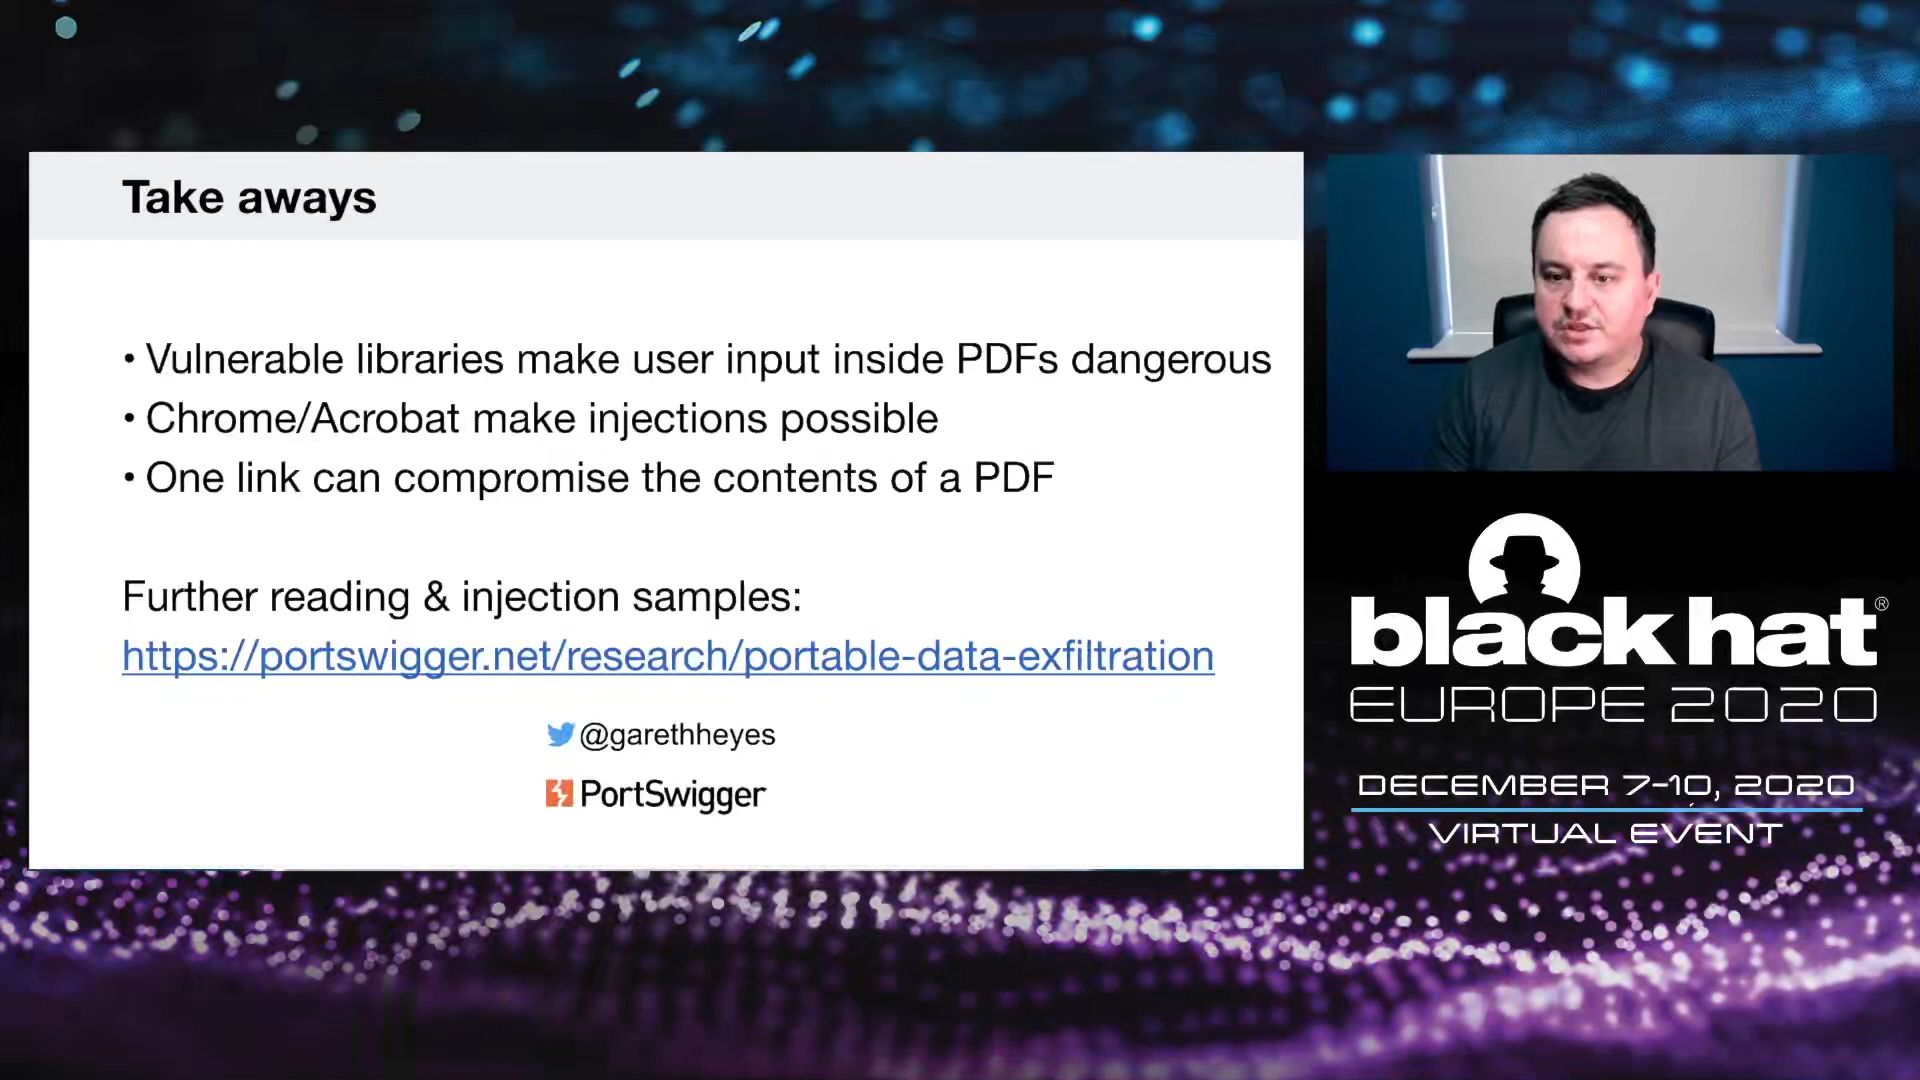 Take aways
• Vulnerable libraries make user input inside PDFs dangerous
• Chrome/Acrobat make injections possible
• One link can compromise the contents of a PDF
Further reading & injection samples:
https://portswigger.net/research/portable-data-exfiltration
@garethheyes
PortSwigger
black hat®
EUROPE 2020
DECEMBER 7-10, 2020
VIRTUAL EVENT